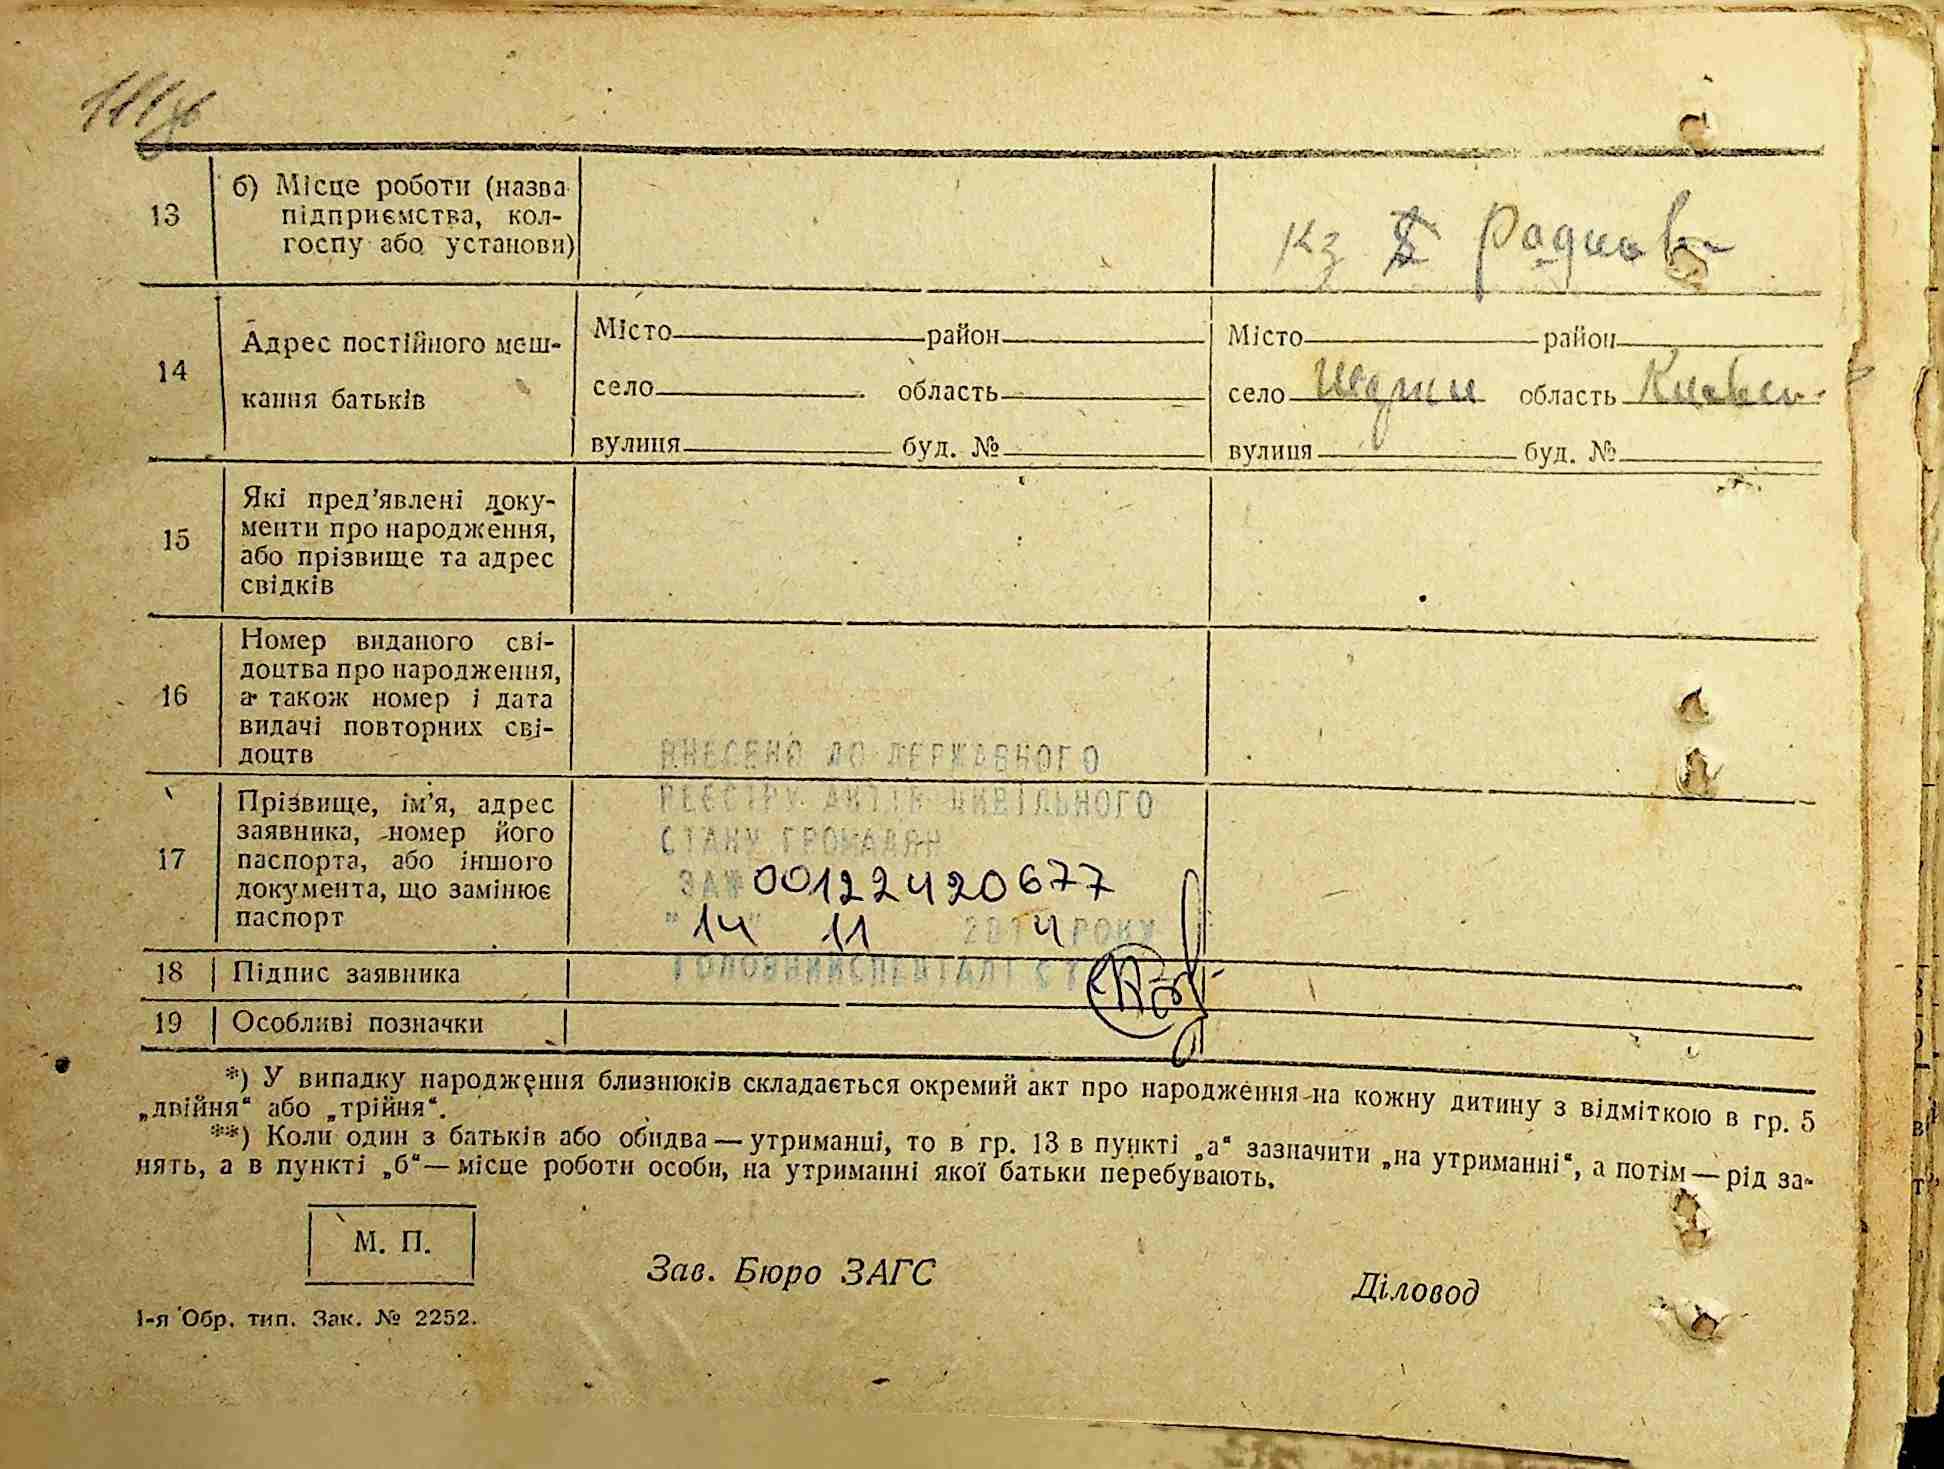 13 б) Місце роботи (назва
підприємства, кол-
госпу або установи)
кз
14 Адрес постійного меш-
кання батьків
Місто район
село область
вулиця буд. №
Місто район
село область Київськ
вулиця буд. №
15 Які пред'явлені доку-
менти про народження,
або прізвище та адрес
свідків
16 Номер виданого сві-
доцтва про народження,
а також номер і дата
видачі повторних сві-
доцтв
17 Прізвище, ім'я, адрес
заявника, номер його
паспорта, або іншого
документа, що замінює
паспорт
ВНЕСЕНО ДО ДЕРЖАВНОГО
РЕЄСТРУ АКТІВ ЦИВІЛЬНОГО
СТАНУ ГРОМАДЯН
ЗА № 00122420677
"14" 11 2014 РОКУ
ГОЛОВНИЙ СПЕЦІАЛІСТ
18 Підпис заявника
19 Особливі позначки
*) У випадку народження близнюків складається окремий акт про народження на кожну дитину з відміткою в гр. 5
„двійня“ або „трійня“.
**) Коли один з батьків або обидва — утриманці, то в гр. 13 в пункті „а“ зазначити „на утриманні“, а потім — рід за-
нять, а в пункті „б“ — місце роботи особи, на утриманні якої батьки перебувають.
М. П.
Зав. Бюро ЗАГС
Діловод
1-я Обр. тип. Зак. № 2252.